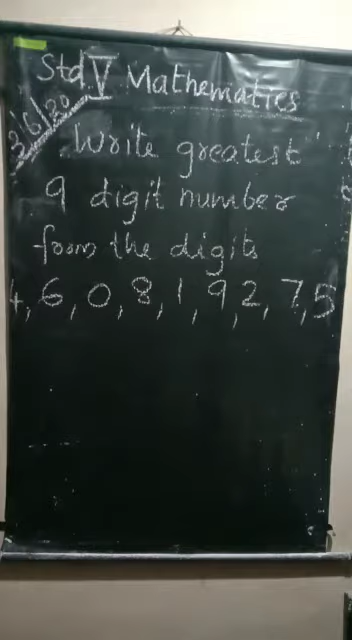 Std V Mathematics
3/6/20
Write greatest
9 digit number
from the digits
4, 6, 0, 8, 1, 9, 2, 7, 5